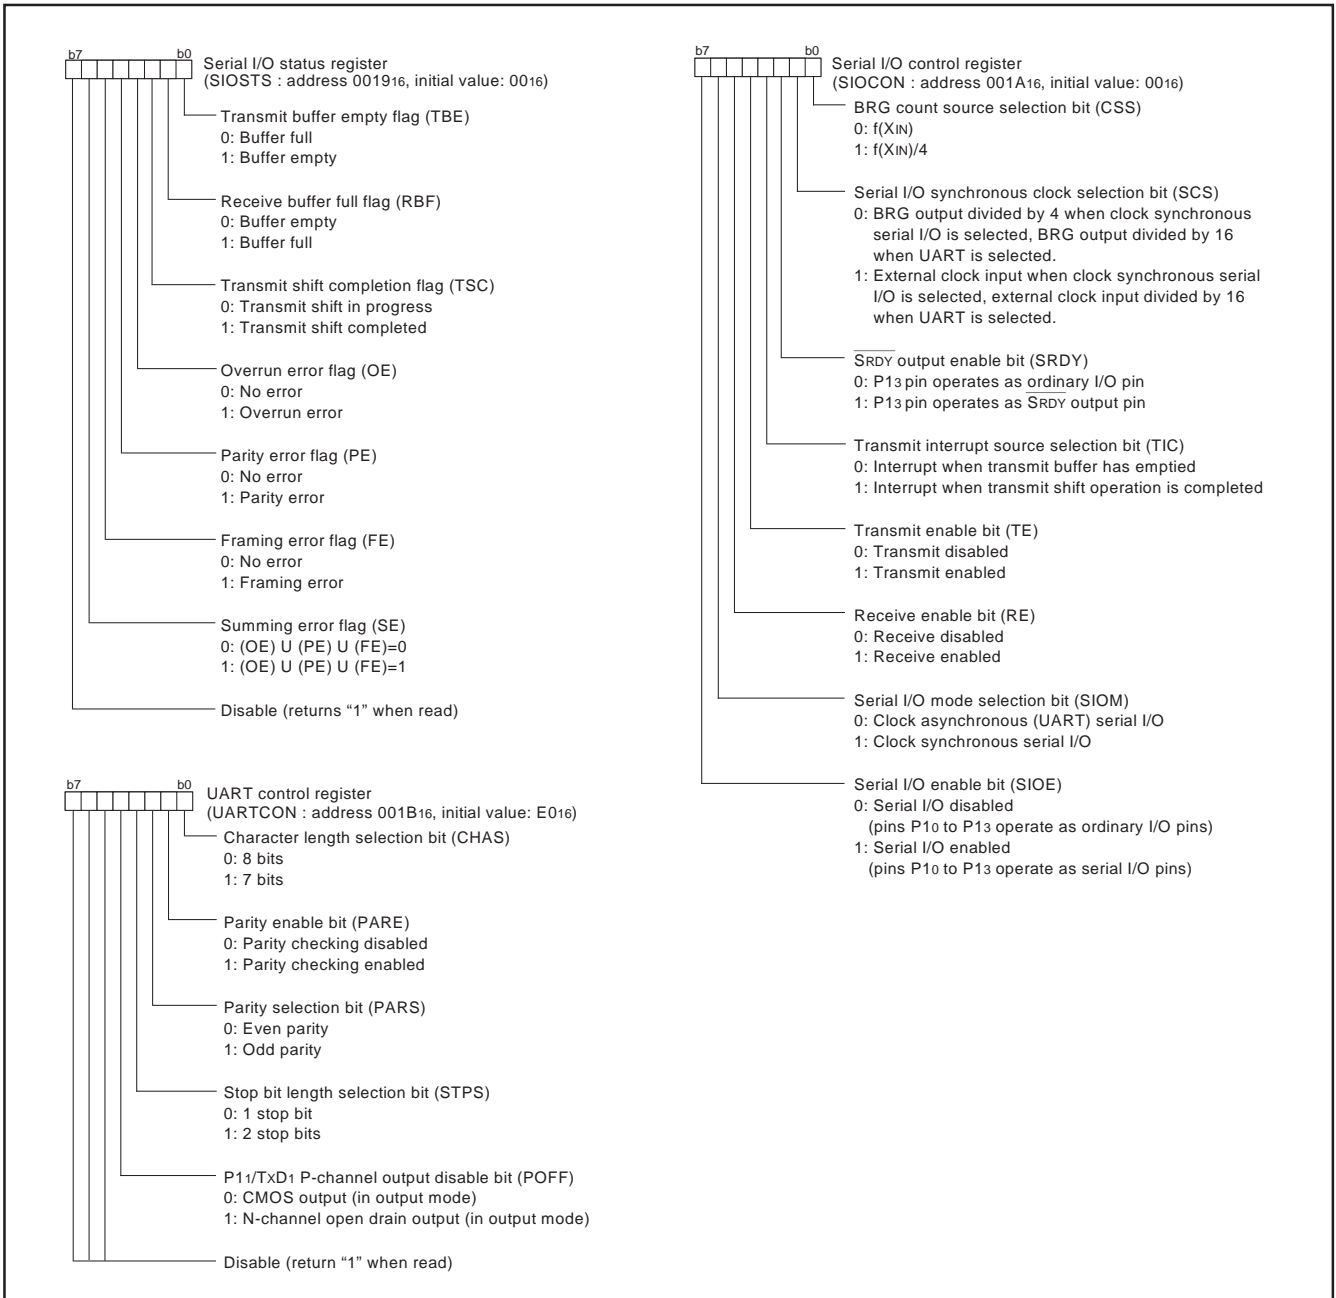 b7 b0
Serial I/O status register
(SIOSTS : address 001916, initial value: 0016)
Transmit buffer empty flag (TBE)
0: Buffer full
1: Buffer empty
Receive buffer full flag (RBF)
0: Buffer empty
1: Buffer full
Transmit shift completion flag (TSC)
0: Transmit shift in progress
1: Transmit shift completed
Overrun error flag (OE)
0: No error
1: Overrun error
Parity error flag (PE)
0: No error
1: Parity error
Framing error flag (FE)
0: No error
1: Framing error
Summing error flag (SE)
0: (OE) U (PE) U (FE)=0
1: (OE) U (PE) U (FE)=1
Disable (returns “1” when read)
b7 b0
UART control register
(UARTCON : address 001B16, initial value: E016)
Character length selection bit (CHAS)
0: 8 bits
1: 7 bits
Parity enable bit (PARE)
0: Parity checking disabled
1: Parity checking enabled
Parity selection bit (PARS)
0: Even parity
1: Odd parity
Stop bit length selection bit (STPS)
0: 1 stop bit
1: 2 stop bits
P11/TXD1 P-channel output disable bit (POFF)
0: CMOS output (in output mode)
1: N-channel open drain output (in output mode)
Disable (return “1” when read)
b7 b0
Serial I/O control register
(SIOCON : address 001A16, initial value: 0016)
BRG count source selection bit (CSS)
0: f(XIN)
1: f(XIN)/4
Serial I/O synchronous clock selection bit (SCS)
0: BRG output divided by 4 when clock synchronous
serial I/O is selected, BRG output divided by 16
when UART is selected.
1: External clock input when clock synchronous serial
I/O is selected, external clock input divided by 16
when UART is selected.
SRDY output enable bit (SRDY)
0: P13 pin operates as ordinary I/O pin
1: P13 pin operates as SRDY output pin
Transmit interrupt source selection bit (TIC)
0: Interrupt when transmit buffer has emptied
1: Interrupt when transmit shift operation is completed
Transmit enable bit (TE)
0: Transmit disabled
1: Transmit enabled
Receive enable bit (RE)
0: Receive disabled
1: Receive enabled
Serial I/O mode selection bit (SIOM)
0: Clock asynchronous (UART) serial I/O
1: Clock synchronous serial I/O
Serial I/O enable bit (SIOE)
0: Serial I/O disabled
(pins P10 to P13 operate as ordinary I/O pins)
1: Serial I/O enabled
(pins P10 to P13 operate as serial I/O pins)